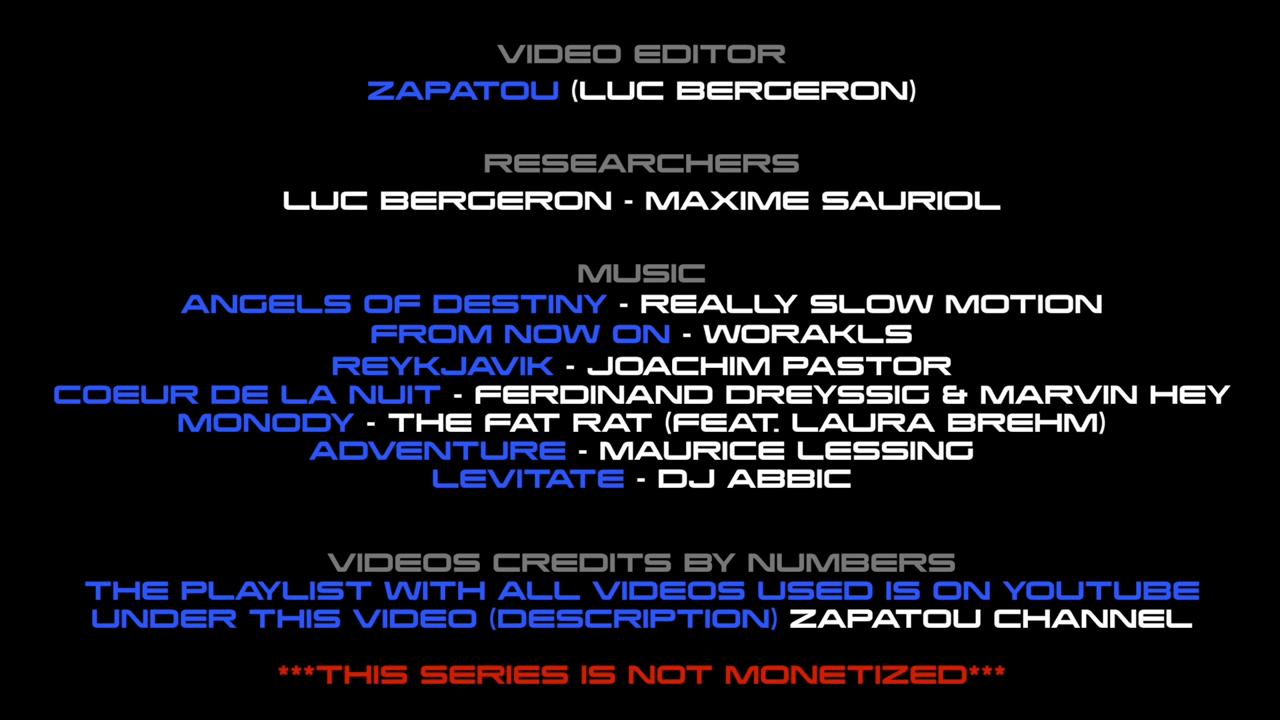 VIDEO EDITOR
ZAPATOU (LUC BERGERON)
RESEARCHERS
LUC BERGERON - MAXIME SAURIOL
MUSIC
ANGELS OF DESTINY - REALLY SLOW MOTION
FROM NOW ON - WORAKLS
REYKJAVIK - JOACHIM PASTOR
COEUR DE LA NUIT - FERDINAND DREYSSIG & MARVIN HEY
MONODY - THE FAT RAT (FEAT. LAURA BREHM)
ADVENTURE - MAURICE LESSING
LEVITATE - DJ ABBIC
VIDEOS CREDITS BY NUMBERS
THE PLAYLIST WITH ALL VIDEOS USED IS ON YOUTUBE
UNDER THIS VIDEO (DESCRIPTION) ZAPATOU CHANNEL
***THIS SERIES IS NOT MONETIZED***